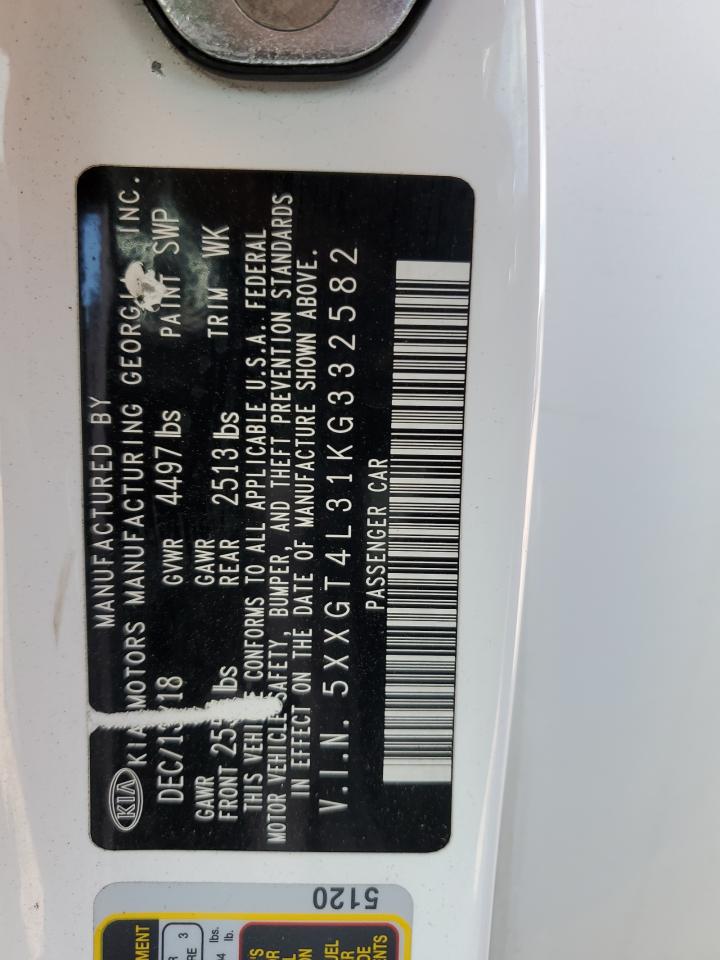 MANUFACTURED BY
KIA MOTORS MANUFACTURING GEORGIA INC.
KIA
GVWR 4497 lbs PAINT SWP
GAWR FRONT lbs GAWR REAR 2513 lbs TRIM WK
THIS VEHICLE CONFORMS TO ALL APPLICABLE U.S.A. FEDERAL
MOTOR VEHICLE SAFETY, BUMPER, AND THEFT PREVENTION STANDARDS
IN EFFECT ON THE DATE OF MANUFACTURE SHOWN ABOVE.
V.I.N. 5XXGT4L31KG332582
PASSENGER CAR
5120